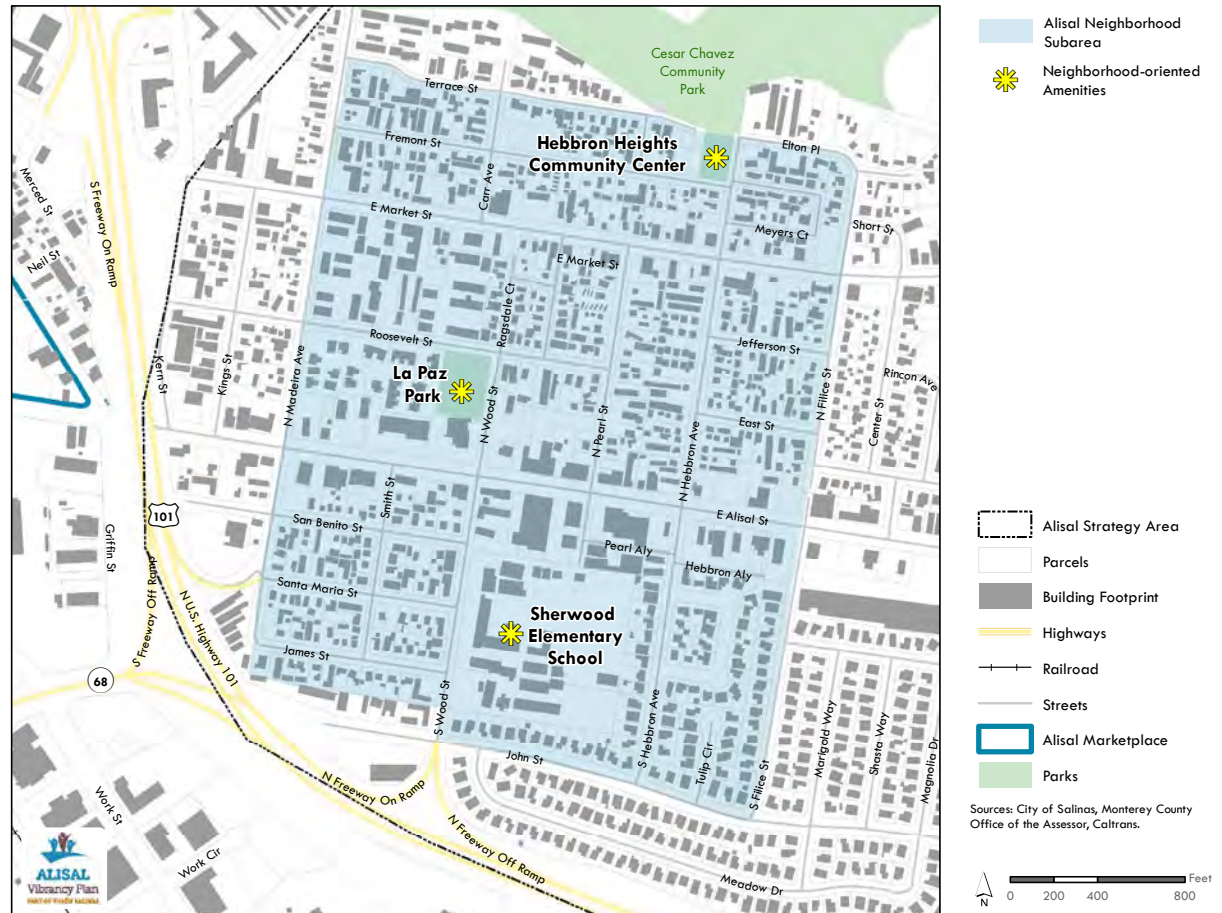 Cesar Chavez
Community
Park
Terrace St
Fremont St
Carr Ave
Hebbron Heights
Community Center
Elton Pl
Meyers Ct
Short St
E Market St
E Market St
Merced St
S Freeway On Ramp
Neil St
Ragsdale Ct
Roosevelt St
Jefferson St
Kern St
Kings St
N Madeira Ave
La Paz
Park
N Wood St
N Pearl St
N Hebbron Ave
East St
N Filice St
Center St
Rincon Ave
Smith St
San Benito St
E Alisal St
101
Griffin St
Pearl Aly
Hebbron Aly
Santa Maria St
Sherwood
Elementary
School
S Freeway Off Ramp
N U.S. Highway 101
James St
68
S Wood St
John St
S Hebbron Ave
Tulip Cir
S Filice St
Marigold Way
Shasta Way
Magnolia Dr
N Freeway On Ramp
N Freeway Off Ramp
Meadow Dr
Work St
Work Cir
ALISAL
Vibrancy Plan
Alisal Neighborhood
Subarea
Neighborhood-oriented
Amenities
Alisal Strategy Area
Parcels
Building Footprint
Highways
Railroad
Streets
Alisal Marketplace
Parks
Sources: City of Salinas, Monterey County
Office of the Assessor, Caltrans.
N
0 200 400 800 Feet